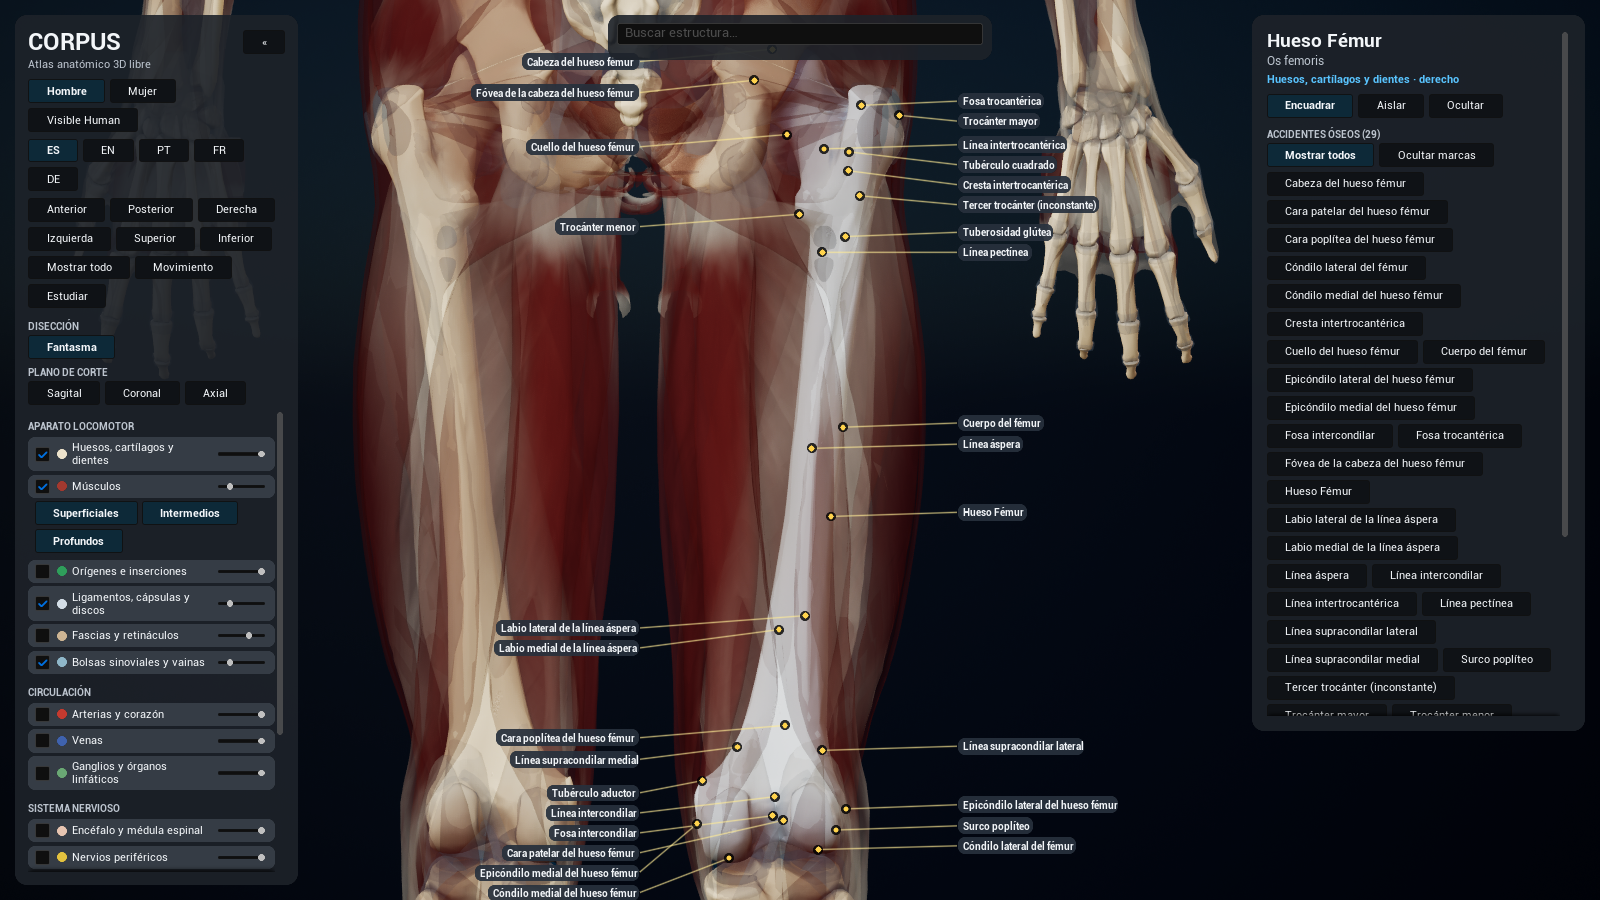 CORPUS
«
Atlas anatómico 3D libre
Hombre
Mujer
Visible Human
ES
EN
PT
FR
DE
Anterior
Posterior
Derecha
Izquierda
Superior
Inferior
Mostrar todo
Movimiento
Estudiar
DISECCIÓN
Fantasma
PLANO DE CORTE
Sagital
Coronal
Axial
APARATO LOCOMOTOR
Huesos, cartílagos y
dientes
Músculos
Superficiales
Intermedios
Profundos
Orígenes e inserciones
Ligamentos, cápsulas y
discos
Fascias y retináculos
Bolsas sinoviales y vainas
CIRCULACIÓN
Arterias y corazón
Venas
Ganglios y órganos
linfáticos
SISTEMA NERVIOSO
Encéfalo y médula espinal
Nervios periféricos
Buscar estructura...
Cabeza del hueso fémur
Fóvea de la cabeza del hueso fémur
Cuello del hueso fémur
Trocánter menor
Labio lateral de la línea áspera
Labio medial de la línea áspera
Cara poplítea del hueso fémur
Línea supracondilar medial
Tubérculo aductor
Línea intercondilar
Fosa intercondilar
Cara patelar del hueso fémur
Epicóndilo medial del hueso fémur
Cóndilo medial del hueso fémur
Fosa trocantérica
Trocánter mayor
Línea intertrocantérica
Tubérculo cuadrado
Cresta intertrocantérica
Tercer trocánter (inconstante)
Tuberosidad glútea
Línea pectínea
Cuerpo del fémur
Línea áspera
Hueso Fémur
Línea supracondilar lateral
Epicóndilo lateral del hueso fémur
Surco poplíteo
Cóndilo lateral del fémur
Hueso Fémur
Os femoris
Huesos, cartílagos y dientes · derecho
Encuadrar
Aislar
Ocultar
ACCIDENTES ÓSEOS (29)
Mostrar todos
Ocultar marcas
Cabeza del hueso fémur
Cara patelar del hueso fémur
Cara poplítea del hueso fémur
Cóndilo lateral del fémur
Cóndilo medial del hueso fémur
Cresta intertrocantérica
Cuello del hueso fémur
Cuerpo del fémur
Epicóndilo lateral del hueso fémur
Epicóndilo medial del hueso fémur
Fosa intercondilar
Fosa trocantérica
Fóvea de la cabeza del hueso fémur
Hueso Fémur
Labio lateral de la línea áspera
Labio medial de la línea áspera
Línea áspera
Línea intercondilar
Línea intertrocantérica
Línea pectínea
Línea supracondilar lateral
Línea supracondilar medial
Surco poplíteo
Tercer trocánter (inconstante)
Trocánter mayor
Trocánter menor